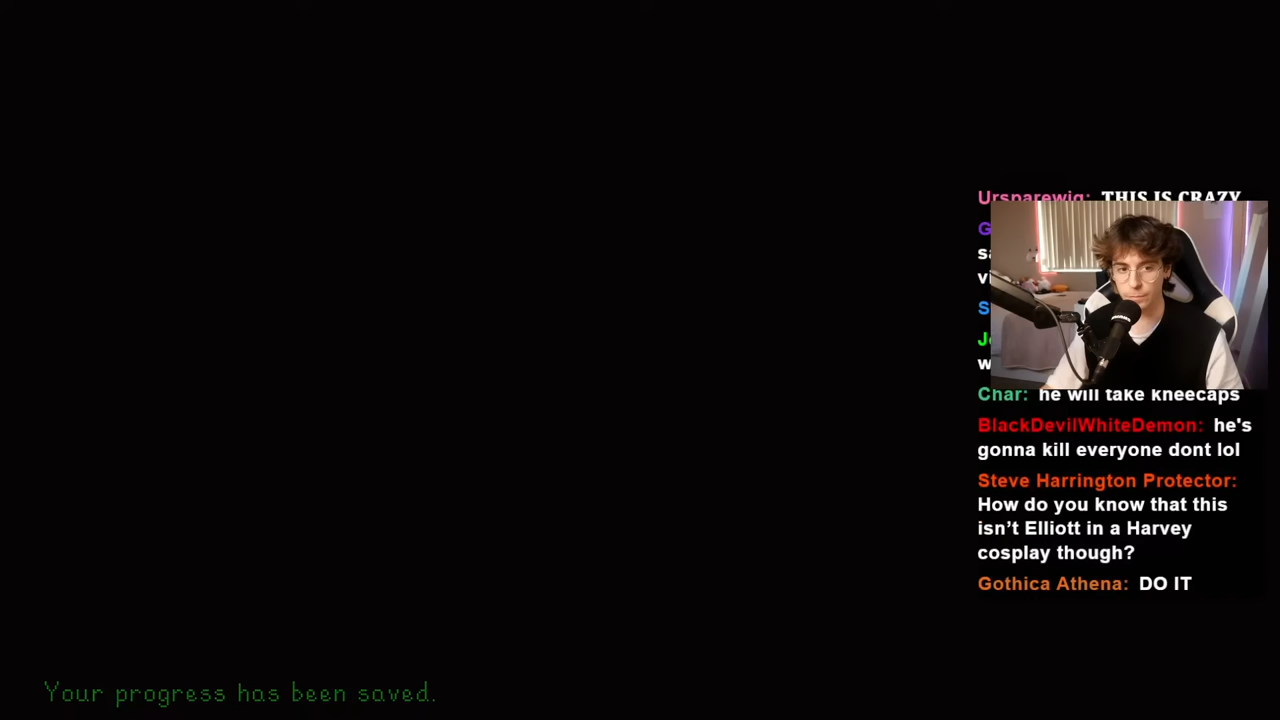 Ursparewig: THIS IS CRAZY
G
sa
Char: he will take kneecaps
BlackDevilWhiteDemon: he's
gonna kill everyone dont lol
Steve Harrington Protector:
How do you know that this
isn’t Elliott in a Harvey
cosplay though?
Gothica Athena: DO IT
Your progress has been saved.